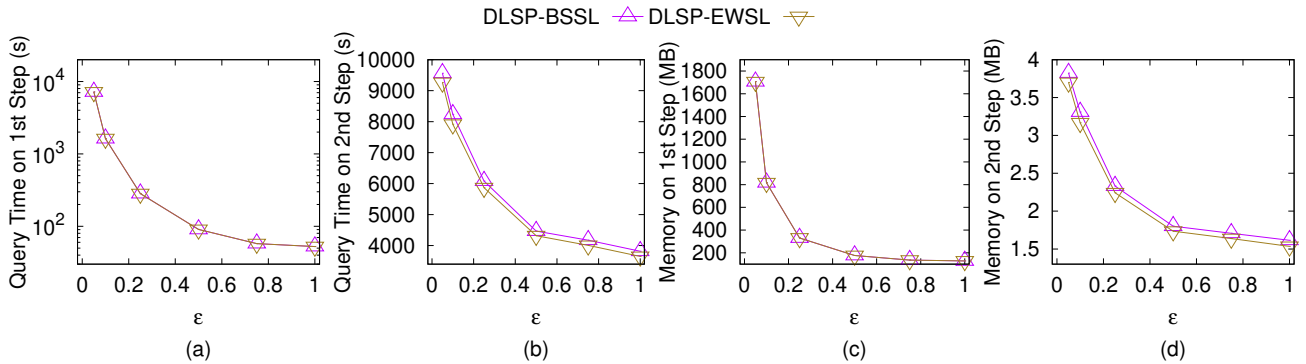 DLSP-BSSL DLSP-EWSL
Query Time on 1st Step (s)
10^4
10^3
10^2
0 0.2 0.4 0.6 0.8 1
ε
(a)
Query Time on 2nd Step (s)
10000
9000
8000
7000
6000
5000
4000
0 0.2 0.4 0.6 0.8 1
ε
(b)
Memory on 1st Step (MB)
1800
1600
1400
1200
1000
800
600
400
200
0 0.2 0.4 0.6 0.8 1
ε
(c)
Memory on 2nd Step (MB)
4
3.5
3
2.5
2
1.5
0 0.2 0.4 0.6 0.8 1
ε
(d)